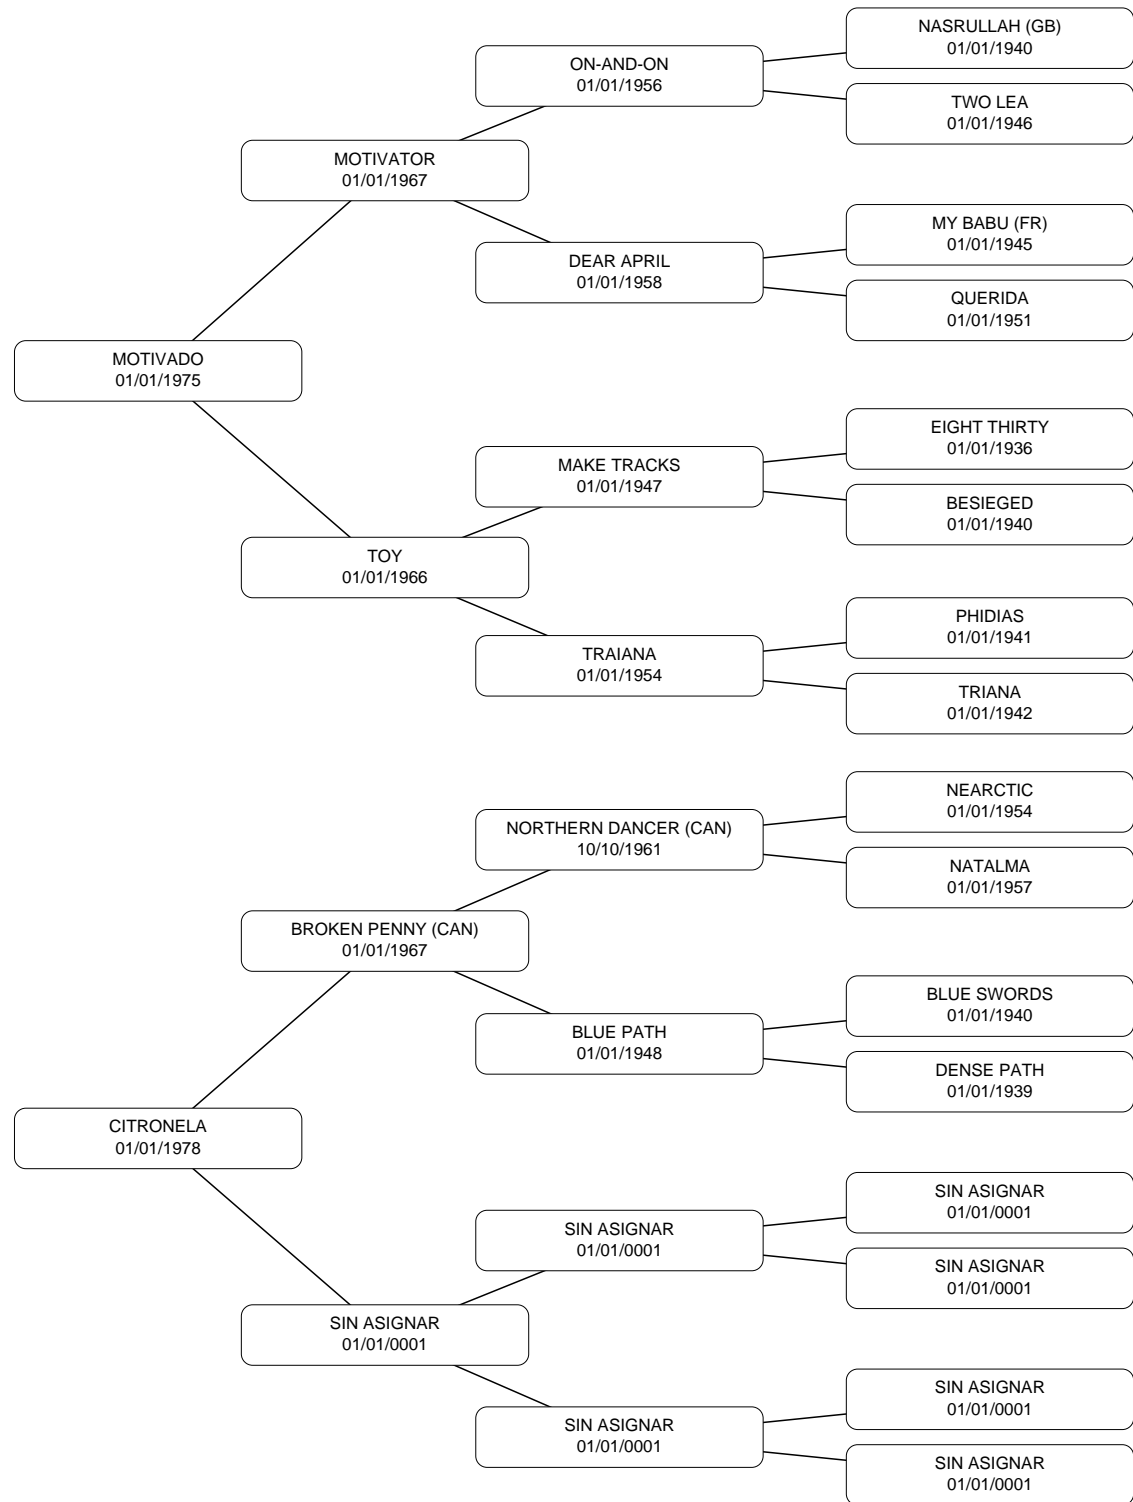 NASRULLAH (GB)
01/01/1940
ON-AND-ON
01/01/1956
TWO LEA
01/01/1946
MOTIVATOR
01/01/1967
MY BABU (FR)
01/01/1945
DEAR APRIL
01/01/1958
QUERIDA
01/01/1951
MOTIVADO
01/01/1975
EIGHT THIRTY
01/01/1936
MAKE TRACKS
01/01/1947
BESIEGED
01/01/1940
TOY
01/01/1966
PHIDIAS
01/01/1941
TRAIANA
01/01/1954
TRIANA
01/01/1942
NEARCTIC
01/01/1954
NORTHERN DANCER (CAN)
10/10/1961
NATALMA
01/01/1957
BROKEN PENNY (CAN)
01/01/1967
BLUE SWORDS
01/01/1940
BLUE PATH
01/01/1948
DENSE PATH
01/01/1939
CITRONELA
01/01/1978
SIN ASIGNAR
01/01/0001
SIN ASIGNAR
01/01/0001
SIN ASIGNAR
01/01/0001
SIN ASIGNAR
01/01/0001
SIN ASIGNAR
01/01/0001
SIN ASIGNAR
01/01/0001
SIN ASIGNAR
01/01/0001